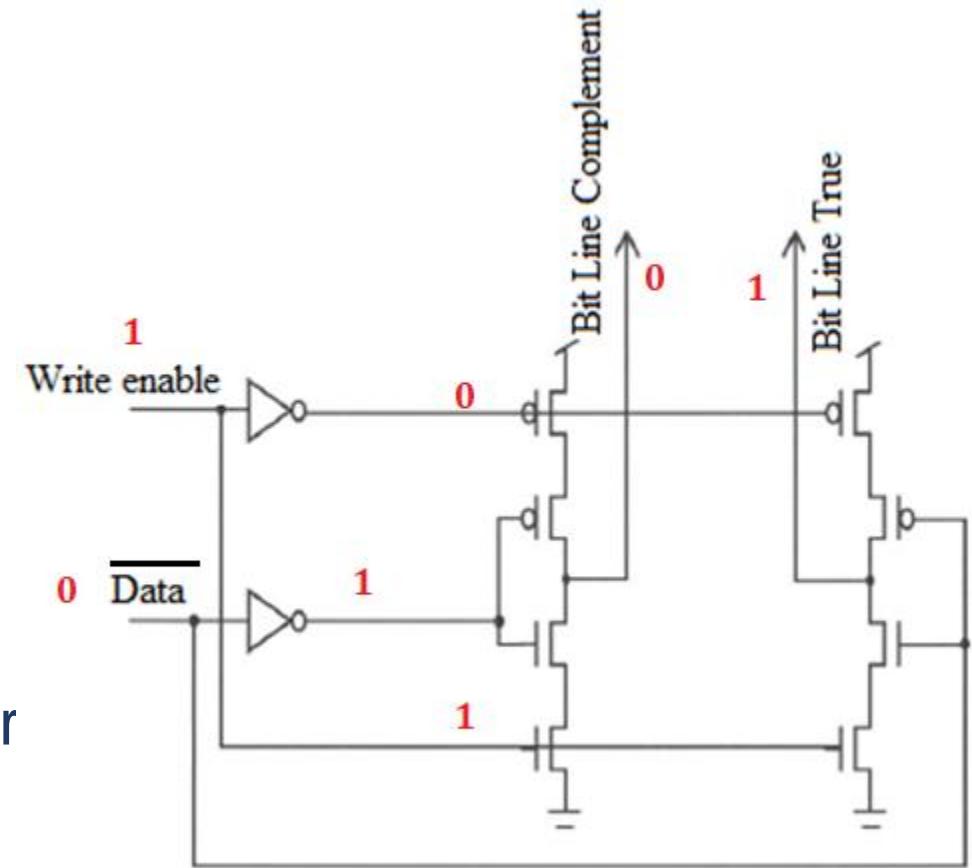 Bit Line Complement
Bit Line True
0
1
1
Write enable
0
0
Data
1
r
1